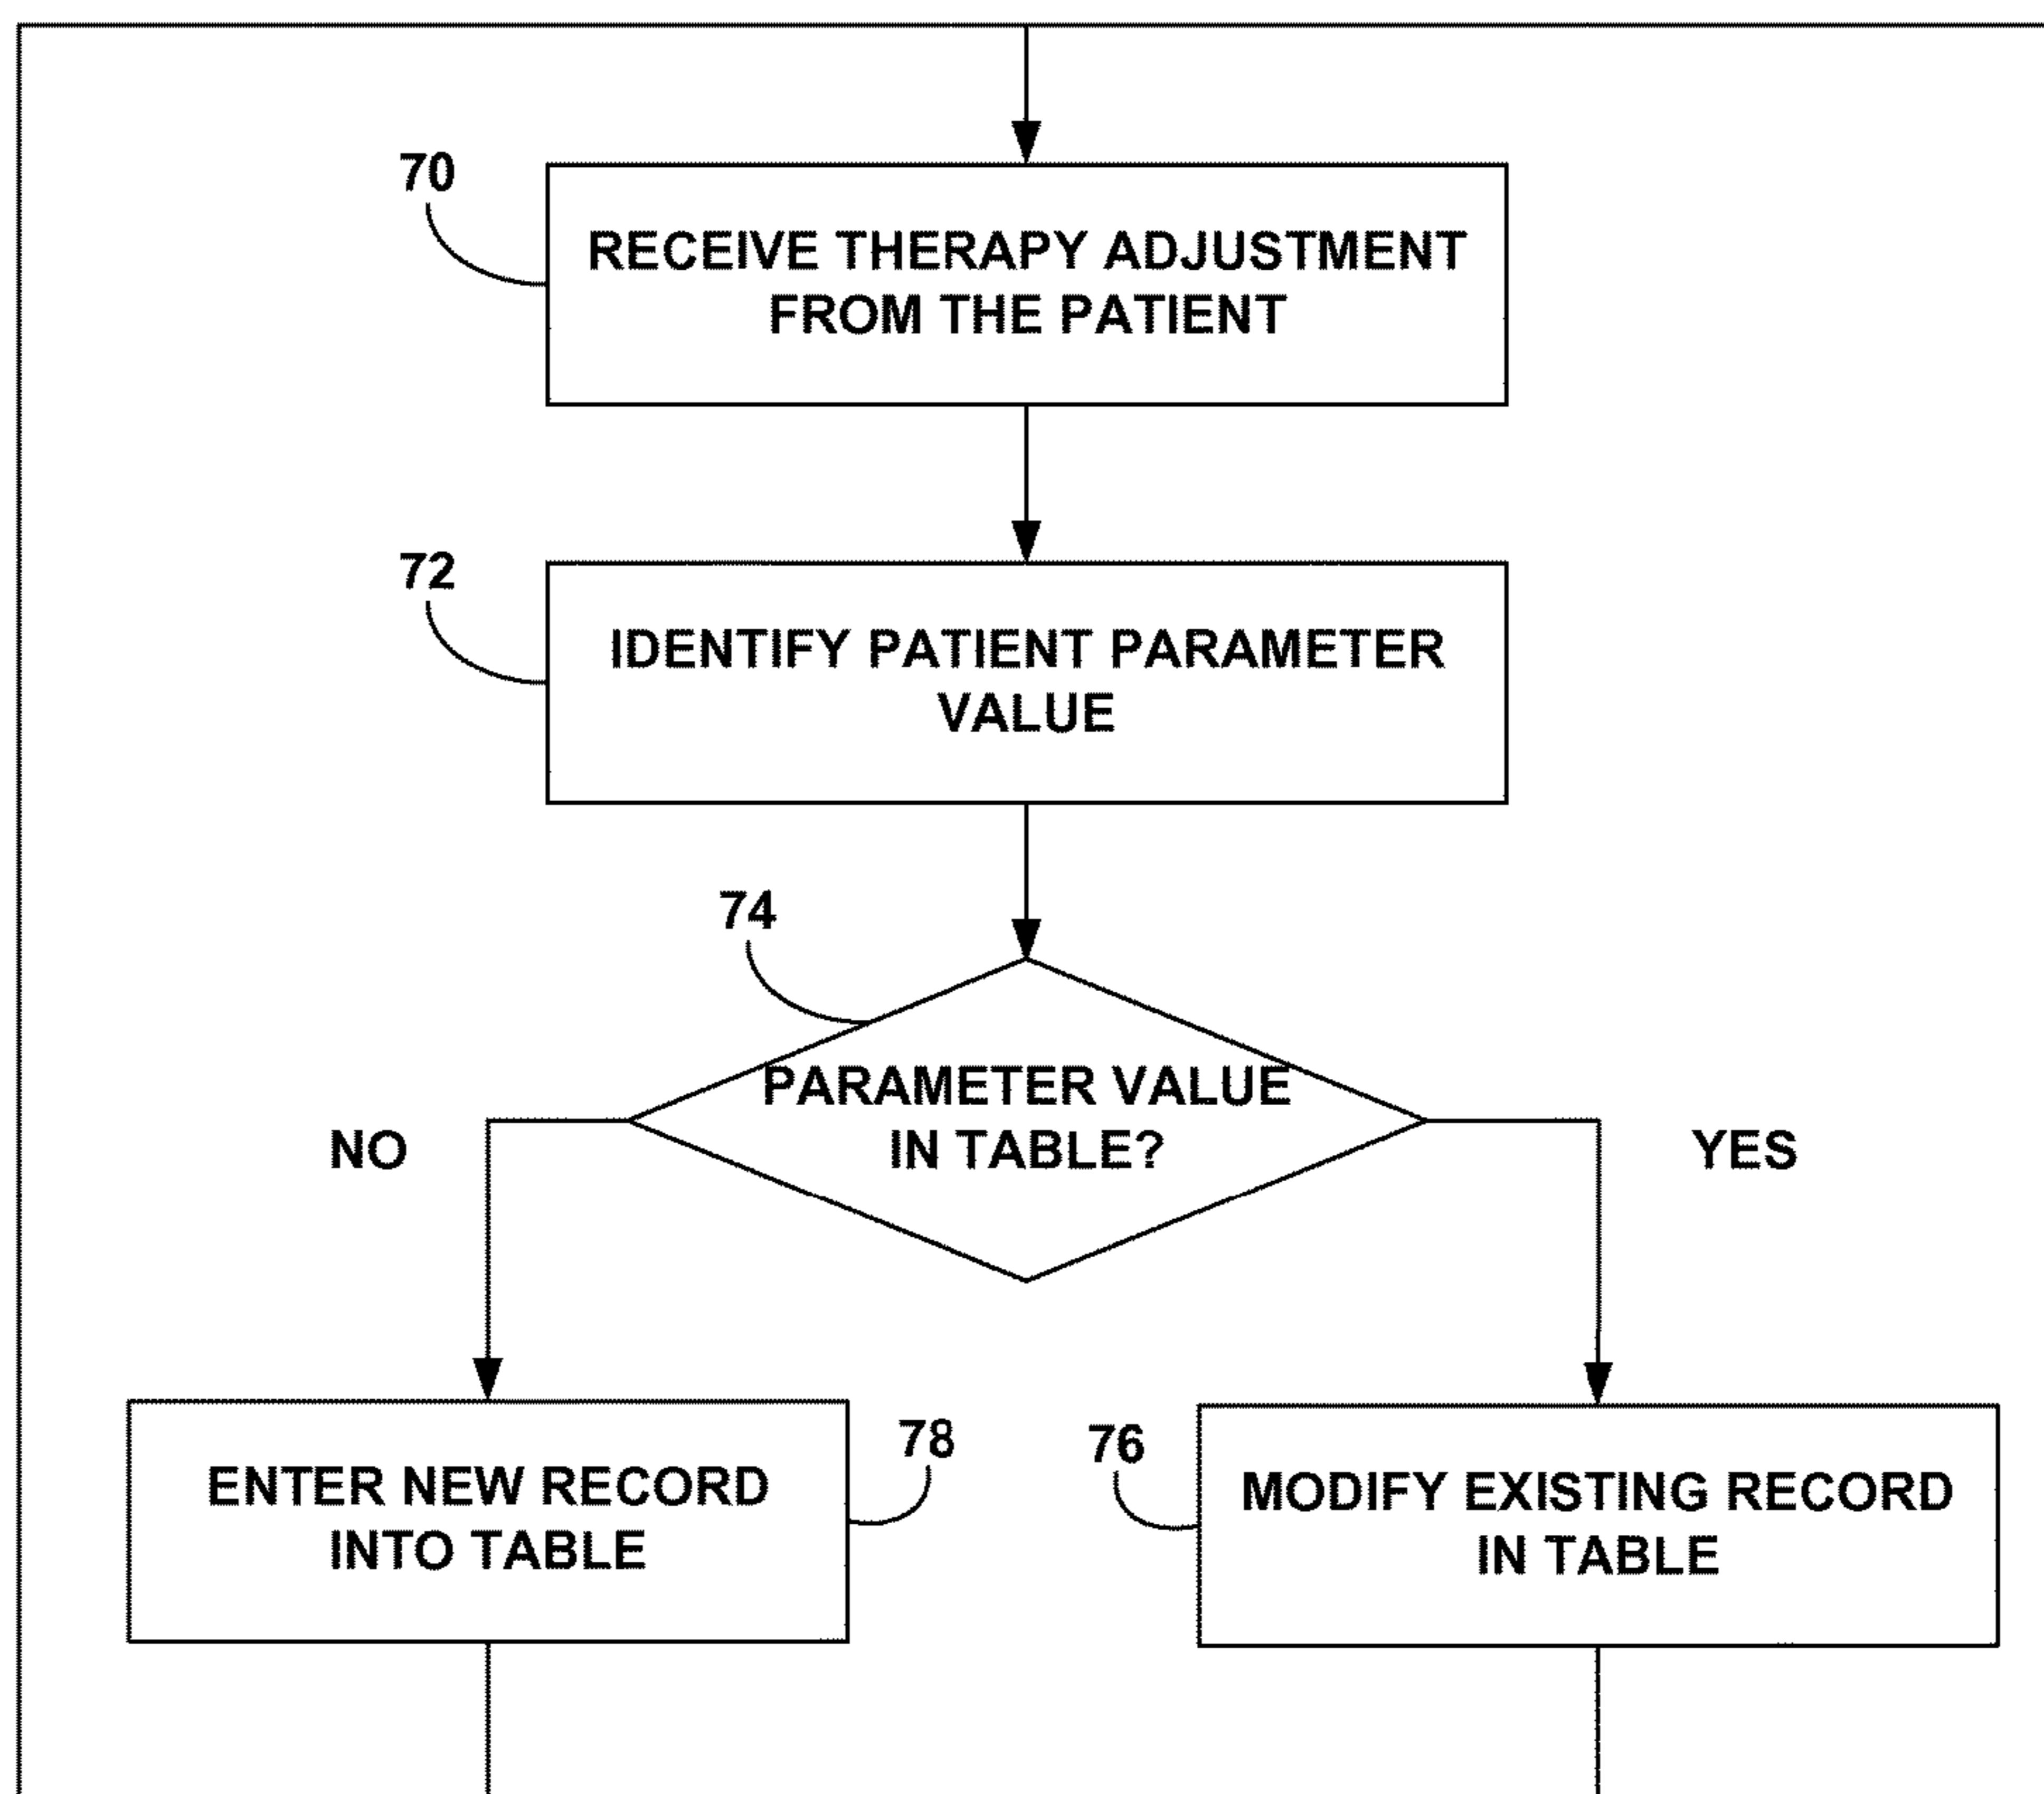 70
RECEIVE THERAPY ADJUSTMENT
FROM THE PATIENT
72
IDENTIFY PATIENT PARAMETER
VALUE
74
PARAMETER VALUE
IN TABLE?
NO
YES
78
ENTER NEW RECORD
INTO TABLE
76
MODIFY EXISTING RECORD
IN TABLE